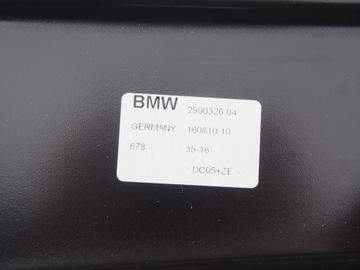 BMW 2990326 04
GERMANY 160810 10
678 35-16
DC05+ZE